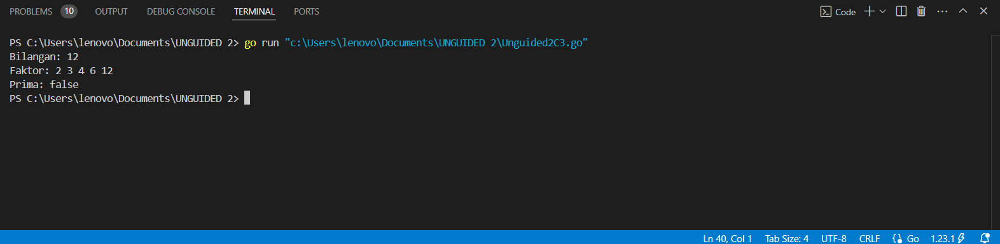 PROBLEMS 10 OUTPUT DEBUG CONSOLE TERMINAL PORTS Code
PS C:\Users\lenovo\Documents\UNGUIDED 2> go run "c:\Users\lenovo\Documents\UNGUIDED 2\Unguided2C3.go"
Bilangan: 12
Faktor: 2 3 4 6 12
Prima: false
PS C:\Users\lenovo\Documents\UNGUIDED 2>
Ln 40, Col 1 Tab Size: 4 UTF-8 CRLF Go 1.23.1